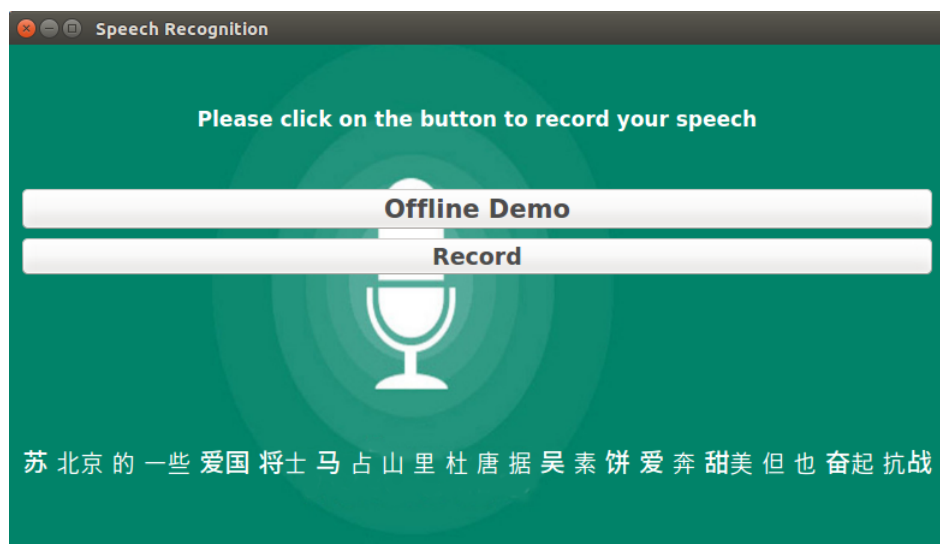 Speech Recognition
Please click on the button to record your speech
Offline Demo
Record
苏 北京 的 一些 爱国 将士 马 占 山 里 杜 唐 据 吴 素 饼 爱 奔 甜美 但 也 奋起 抗战